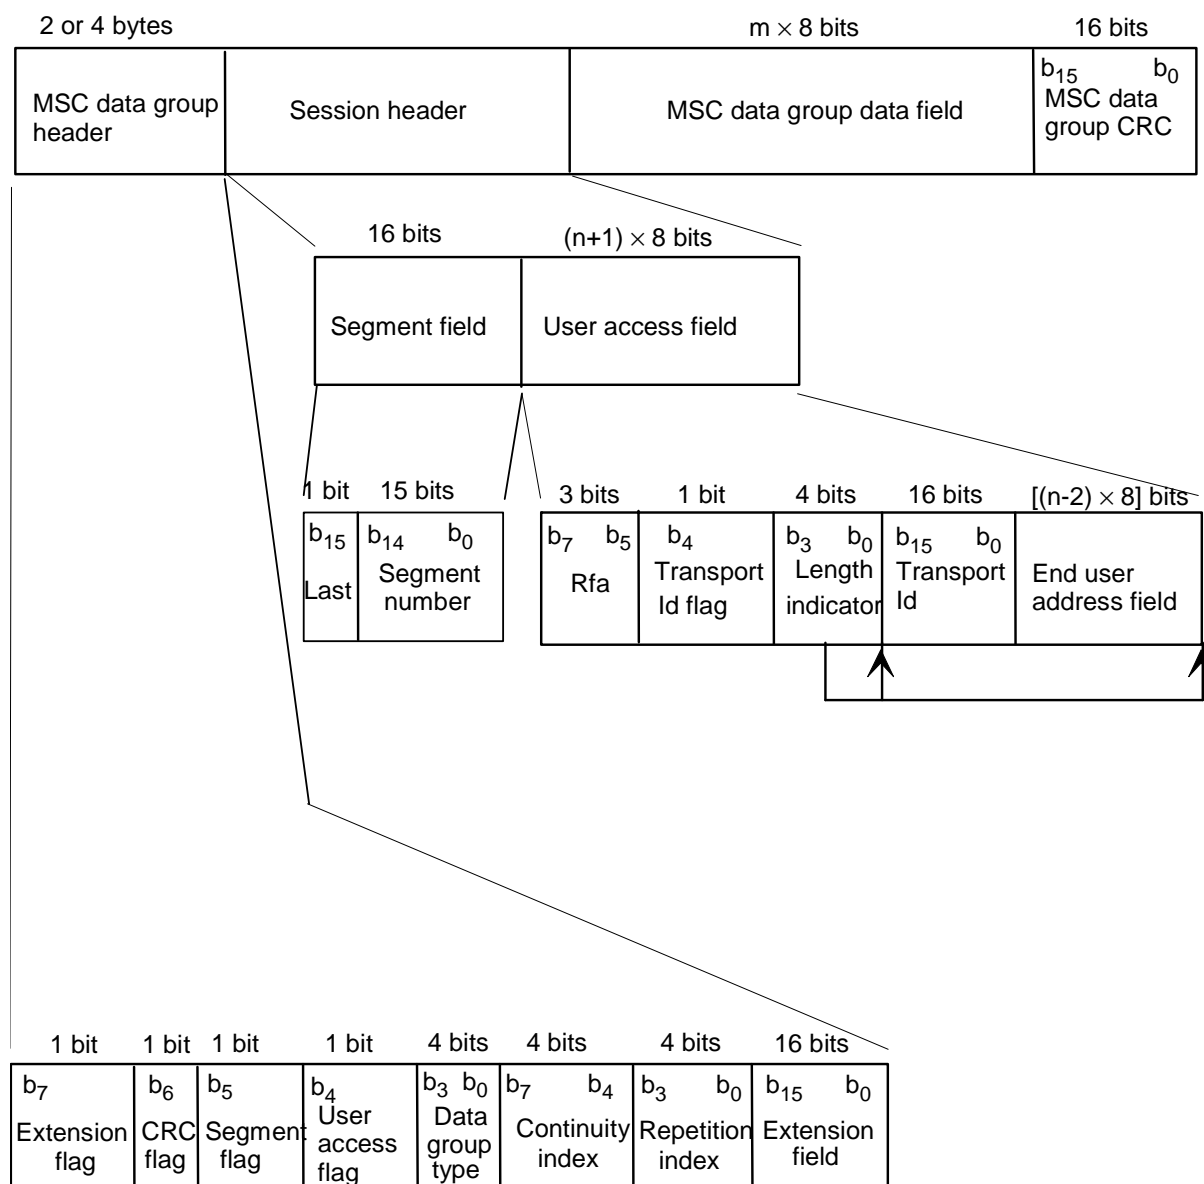 2 or 4 bytes
m × 8 bits
16 bits
MSC data group
header
Session header
MSC data group data field
b15 b0
MSC data
group CRC
16 bits
(n+1) × 8 bits
Segment field
User access field
1 bit
15 bits
b15
Last
b14 b0
Segment
number
3 bits
1 bit
4 bits
16 bits
[(n-2) × 8] bits
b7 b5
Rfa
b4
Transport
Id flag
b3 b0
Length
indicator
b15 b0
Transport
Id
End user
address field
1 bit
1 bit
1 bit
1 bit
4 bits
4 bits
4 bits
16 bits
b7
Extension
flag
b6
CRC
flag
b5
Segment
flag
b4
User
access
flag
b3 b0
Data
group
type
b7 b4
Continuity
index
b3 b0
Repetition
index
b15 b0
Extension
field